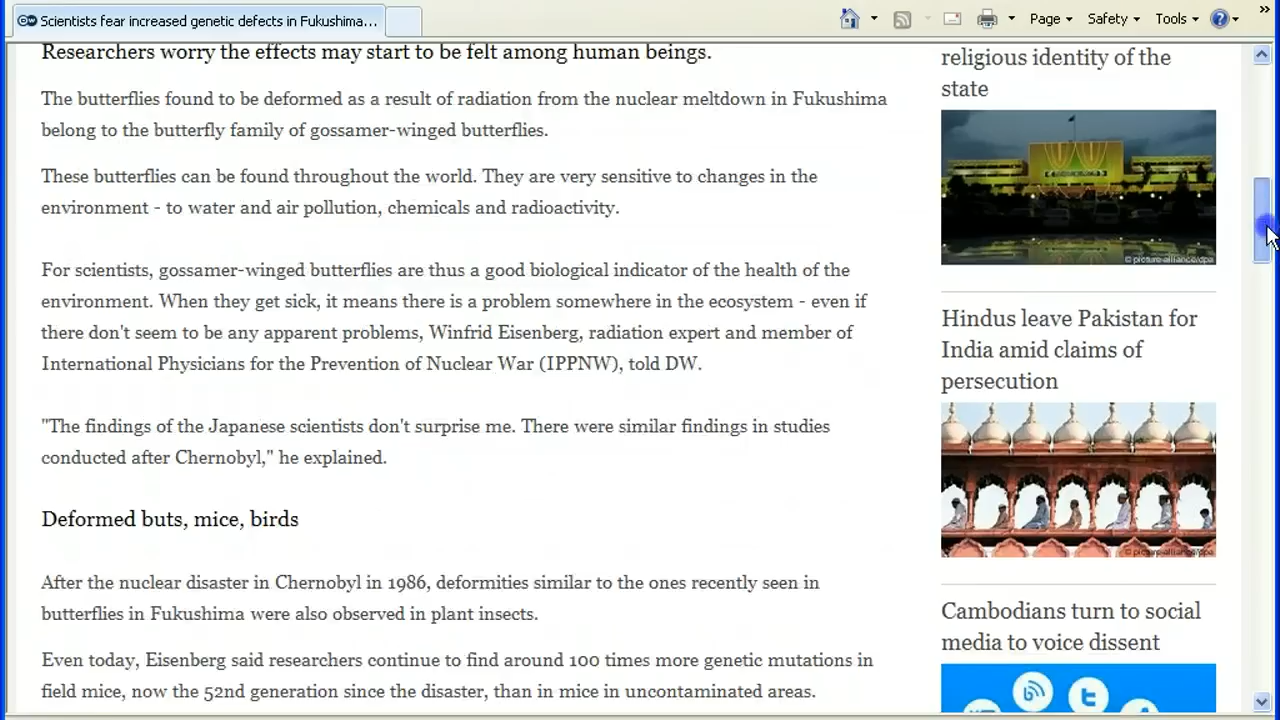 Scientists fear increased genetic defects in Fukushima...
Page
Safety
Tools
Researchers worry the effects may start to be felt among human beings.
The butterflies found to be deformed as a result of radiation from the nuclear meltdown in Fukushima
belong to the butterfly family of gossamer-winged butterflies.
These butterflies can be found throughout the world. They are very sensitive to changes in the
environment - to water and air pollution, chemicals and radioactivity.
For scientists, gossamer-winged butterflies are thus a good biological indicator of the health of the
environment. When they get sick, it means there is a problem somewhere in the ecosystem - even if
there don't seem to be any apparent problems, Winfrid Eisenberg, radiation expert and member of
International Physicians for the Prevention of Nuclear War (IPPNW), told DW.
"The findings of the Japanese scientists don't surprise me. There were similar findings in studies
conducted after Chernobyl," he explained.
Deformed buts, mice, birds
After the nuclear disaster in Chernobyl in 1986, deformities similar to the ones recently seen in
butterflies in Fukushima were also observed in plant insects.
Even today, Eisenberg said researchers continue to find around 100 times more genetic mutations in
field mice, now the 52nd generation since the disaster, than in mice in uncontaminated areas.
religious identity of the
state
© picture-alliance/dpa
Hindus leave Pakistan for
India amid claims of
persecution
© picture-alliance/dpa
Cambodians turn to social
media to voice dissent